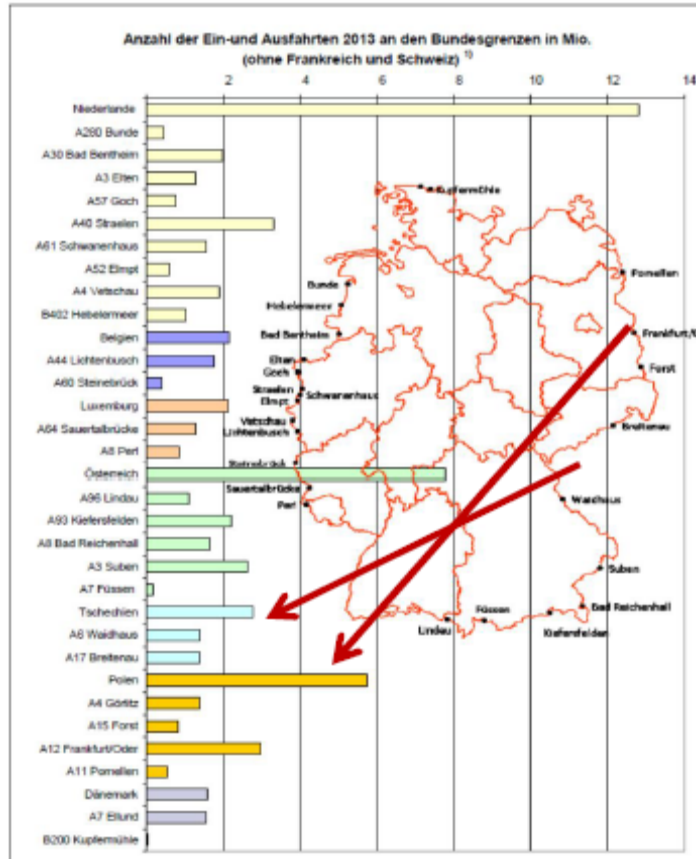 Anzahl der Ein-und Ausfahrten 2013 an den Bundesgrenzen in Mio.
(ohne Frankreich und Schweiz) 1)
2 4 6 8 10 12 14
Niederlande
A280 Bunde
A30 Bad Bentheim
A3 Elten
A57 Goch
A40 Straelen
A61 Schwanenhaus
A52 Elmpt
A4 Vetschau
B402 Hebelermeer
Belgien
A44 Lichtenbusch
A60 Steinebrück
Luxemburg
A64 Sauertalbrücke
A8 Perl
Österreich
A96 Lindau
A93 Kiefersfelden
A8 Bad Reichenhall
A3 Suben
A7 Füssen
Tschechien
A6 Waidhaus
A17 Breitenau
Polen
A4 Görlitz
A15 Forst
A12 Frankfurt/Oder
A11 Pomellen
Dänemark
A7 Ellund
B200 Kupfermühle
Kupfermühle
Pomellen
Bunde
Hebelermeer
Bad Bentheim
Frankfurt/
Elten
Goch
Forst
Straelen
Schwanenhaus
Elmpt
Vetschau
Lichtenbusch
Breitenau
Steinebrück
Sauertalbrücke
Perl
Waidhaus
Suben
Bad Reichenhall
Füssen
Lindau
Kiefersfelden